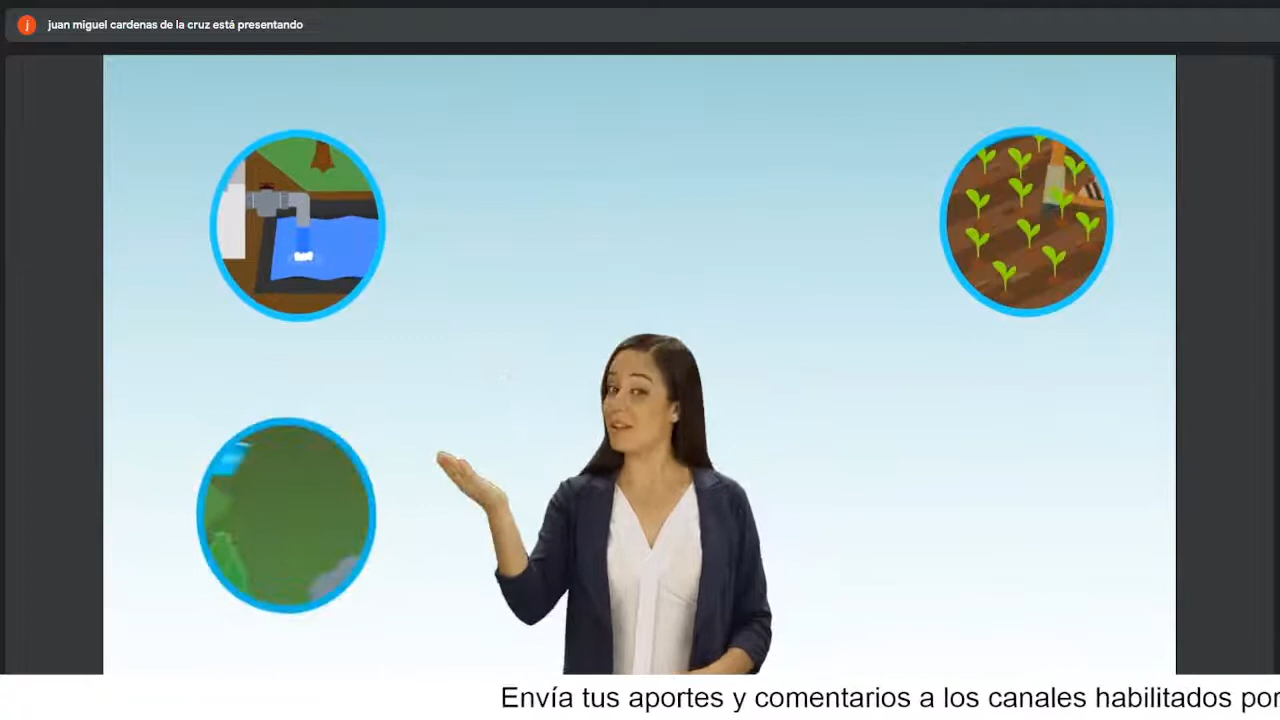 j juan miguel cardenas de la cruz está presentando
Envía tus aportes y comentarios a los canales habilitados por